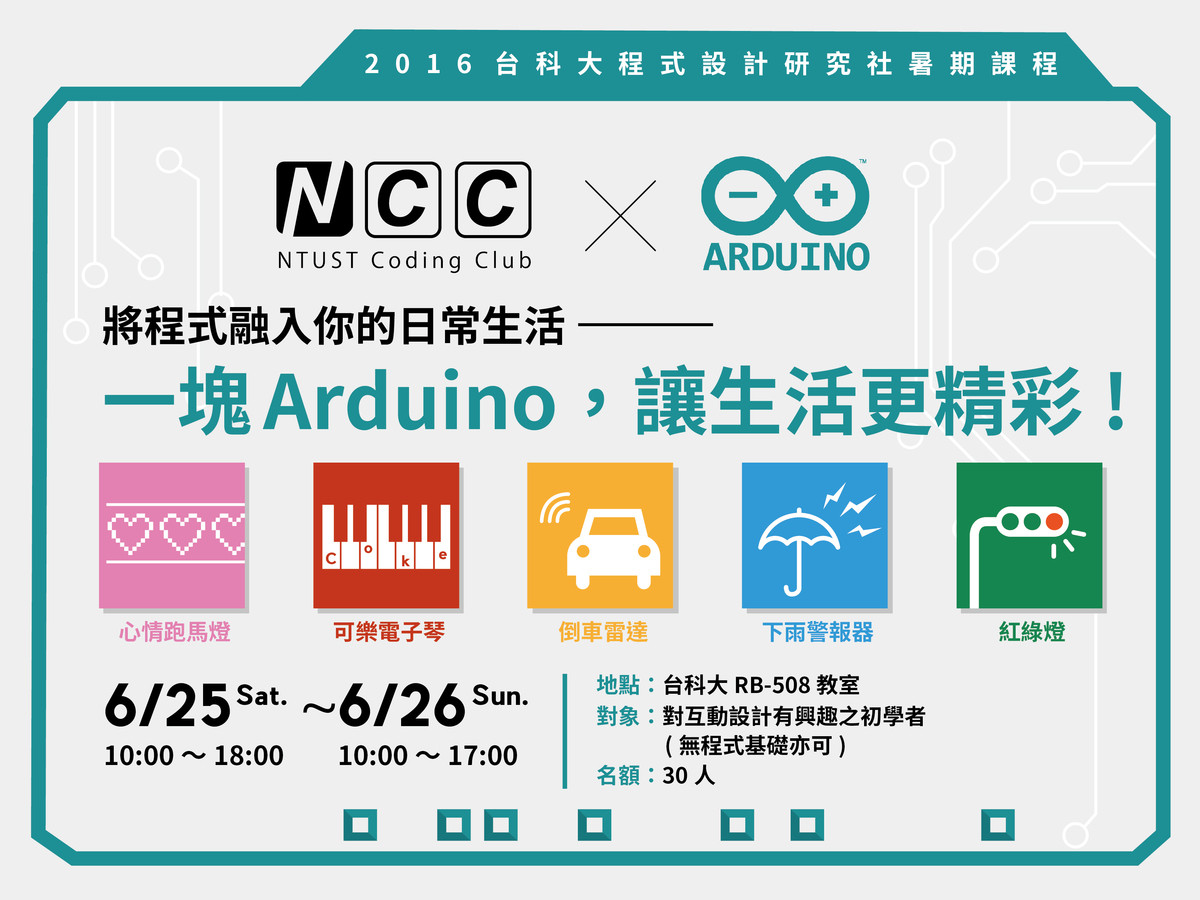 2016台科大程式設計研究社暑期課程
NCC
NTUST Coding Club
ARDUINO
™
將程式融入你的日常生活
一塊 Arduino，讓生活更精彩！
Coke
心情跑馬燈
可樂電子琴
倒車雷達
下雨警報器
紅綠燈
6/25 Sat. ～6/26 Sun.
10:00 ～ 18:00
10:00 ～ 17:00
地點：台科大 RB-508 教室
對象：對互動設計有興趣之初學者
( 無程式基礎亦可 )
名額：30 人